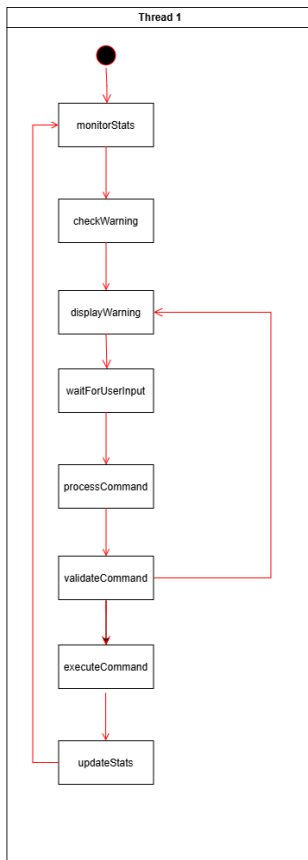 Thread 1
monitorStats
checkWarning
displayWarning
waitForUserInput
processCommand
validateCommand
executeCommand
updateStats